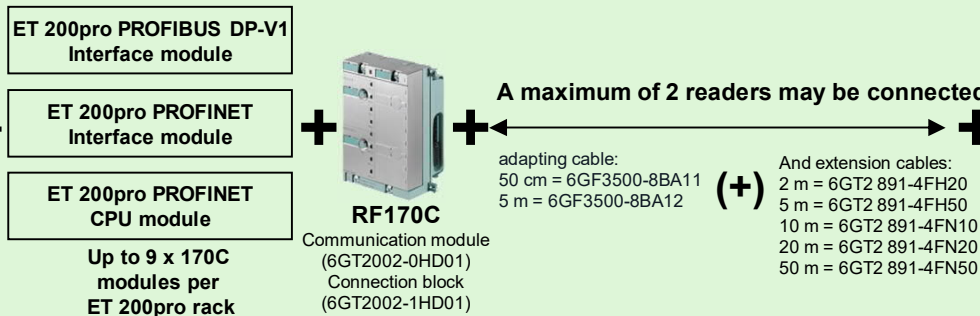 ET 200pro PROFIBUS DP-V1
Interface module
ET 200pro PROFINET
Interface module
ET 200pro PROFINET
CPU module
Up to 9 x 170C
modules per
ET 200pro rack
RF170C
Communication module
(6GT2002-0HD01)
Connection block
(6GT2002-1HD01)
A maximum of 2 readers may be connected
adapting cable:
50 cm = 6GF3500-8BA11
5 m = 6GF3500-8BA12
(+)
And extension cables:
2 m = 6GT2 891-4FH20
5 m = 6GT2 891-4FH50
10 m = 6GT2 891-4FN10
20 m = 6GT2 891-4FN20
50 m = 6GT2 891-4FN50